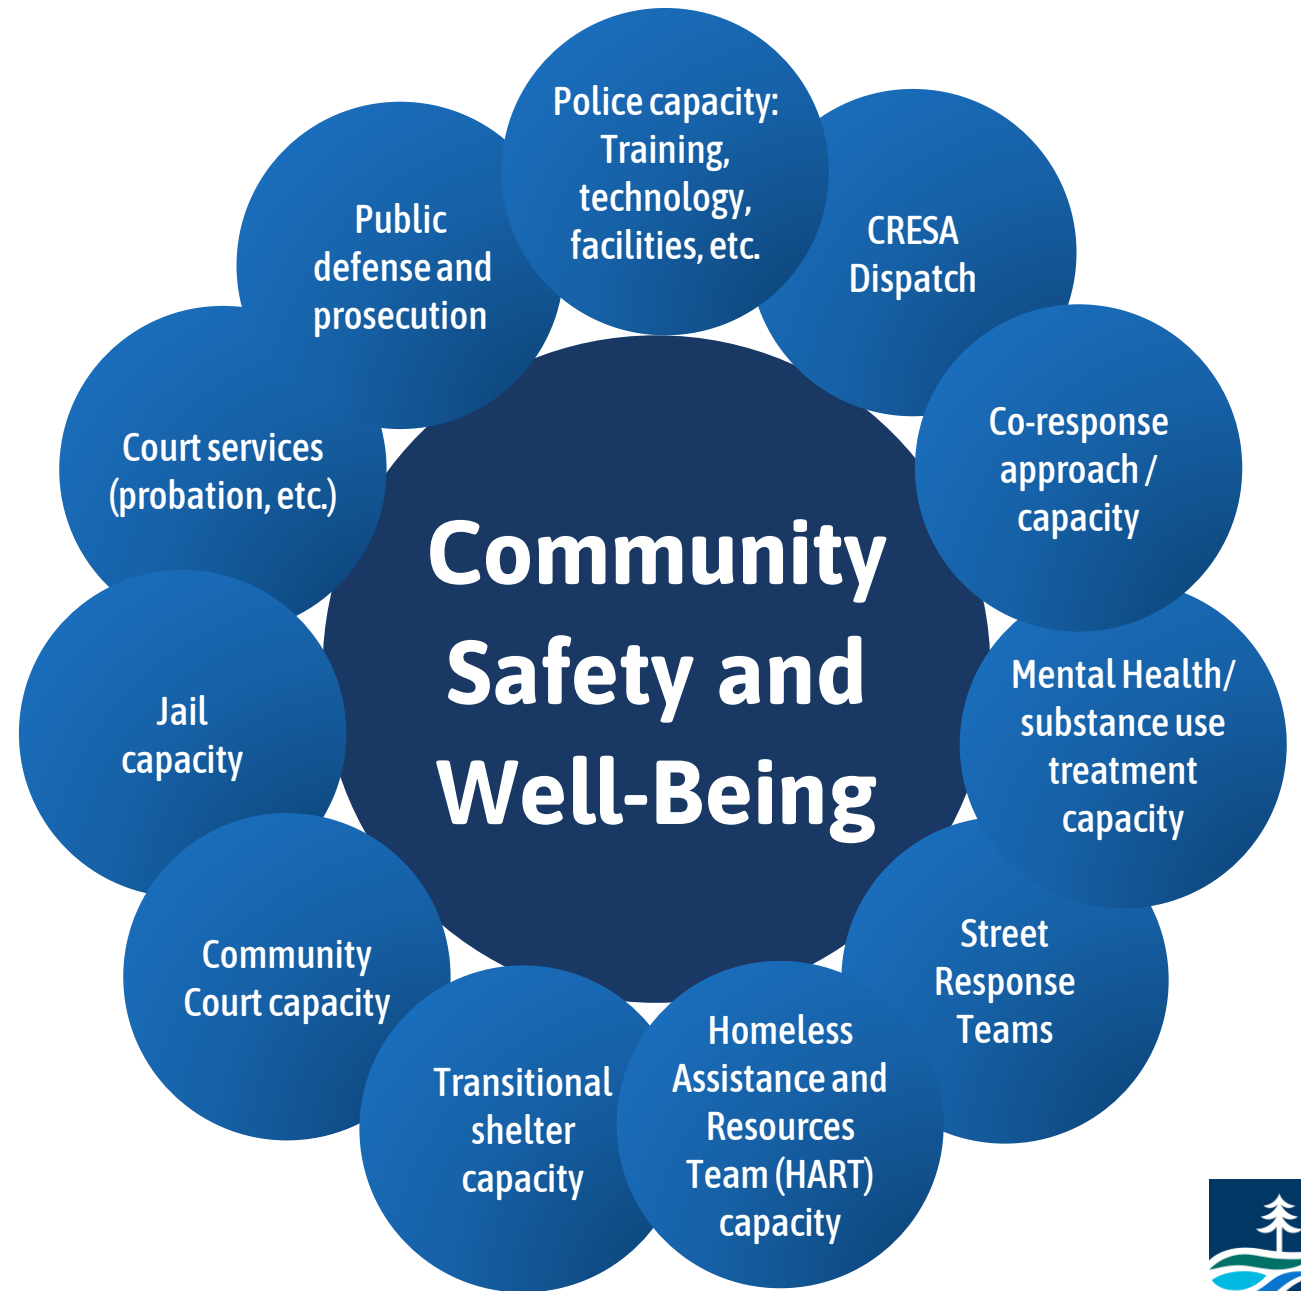 Police capacity:
Training,
technology,
facilities, etc.
CRESA
Dispatch
Co-response
approach /
capacity
Mental Health/
substance use
treatment
capacity
Street
Response
Teams
Homeless
Assistance and
Resources
Team (HART)
capacity
Transitional
shelter
capacity
Community
Court capacity
Jail
capacity
Court services
(probation, etc.)
Public
defense and
prosecution
Community
Safety and
Well-Being